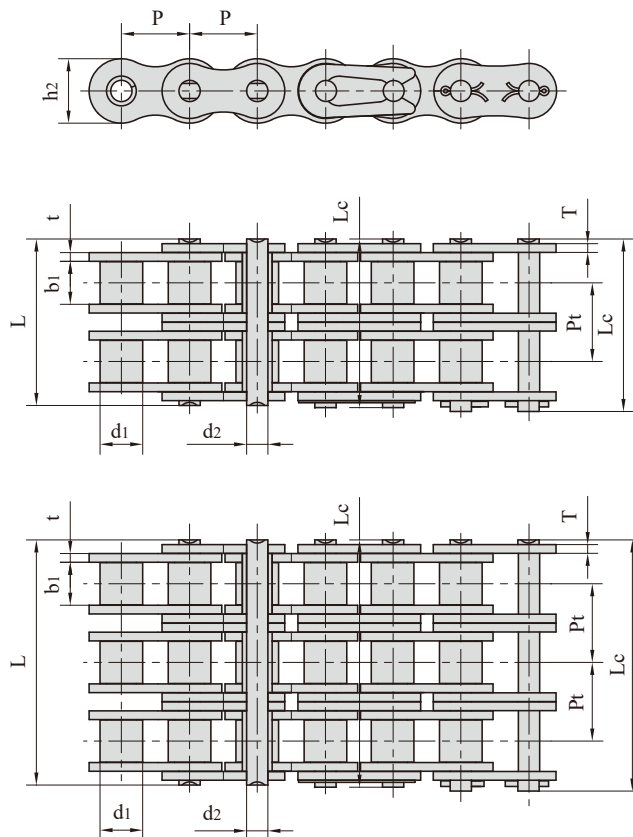 P P
h2
t Lc T
b1
L Pt Lc
d1 d2
t Lc T
b1
Pt
L Lc
Pt
d1 d2